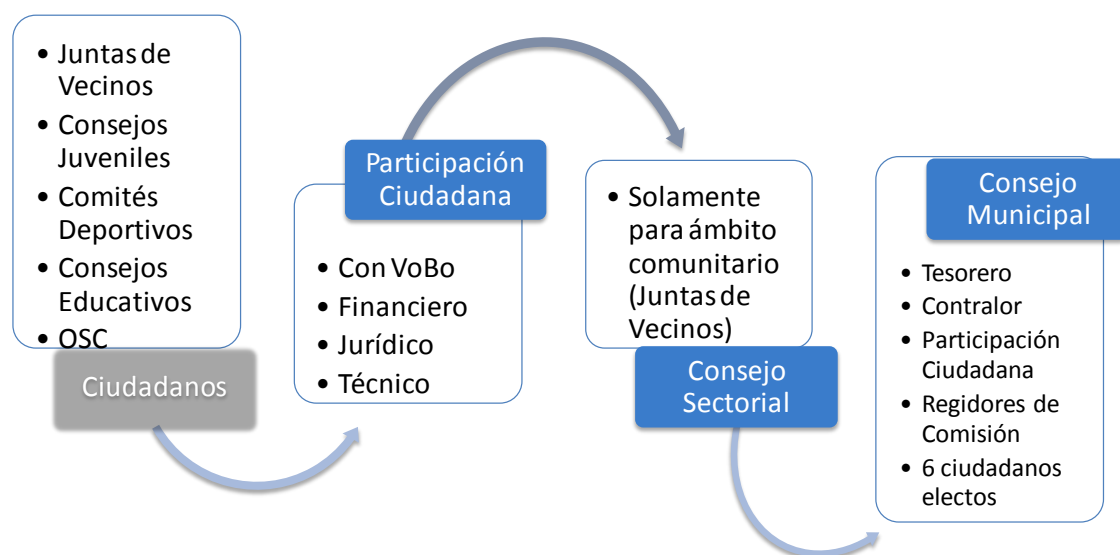 • Juntas de
Vecinos
• Consejos
Juveniles
• Comités
Deportivos
• Consejos
Educativos
• OSC
Ciudadanos
Participación
Ciudadana
• Con VoBo
• Financiero
• Jurídico
• Técnico
• Solamente
para ámbito
comunitario
(Juntas de
Vecinos)
Consejo
Sectorial
Consejo
Municipal
• Tesorero
• Contralor
• Participación
Ciudadana
• Regidores de
Comisión
• 6 ciudadanos
electos